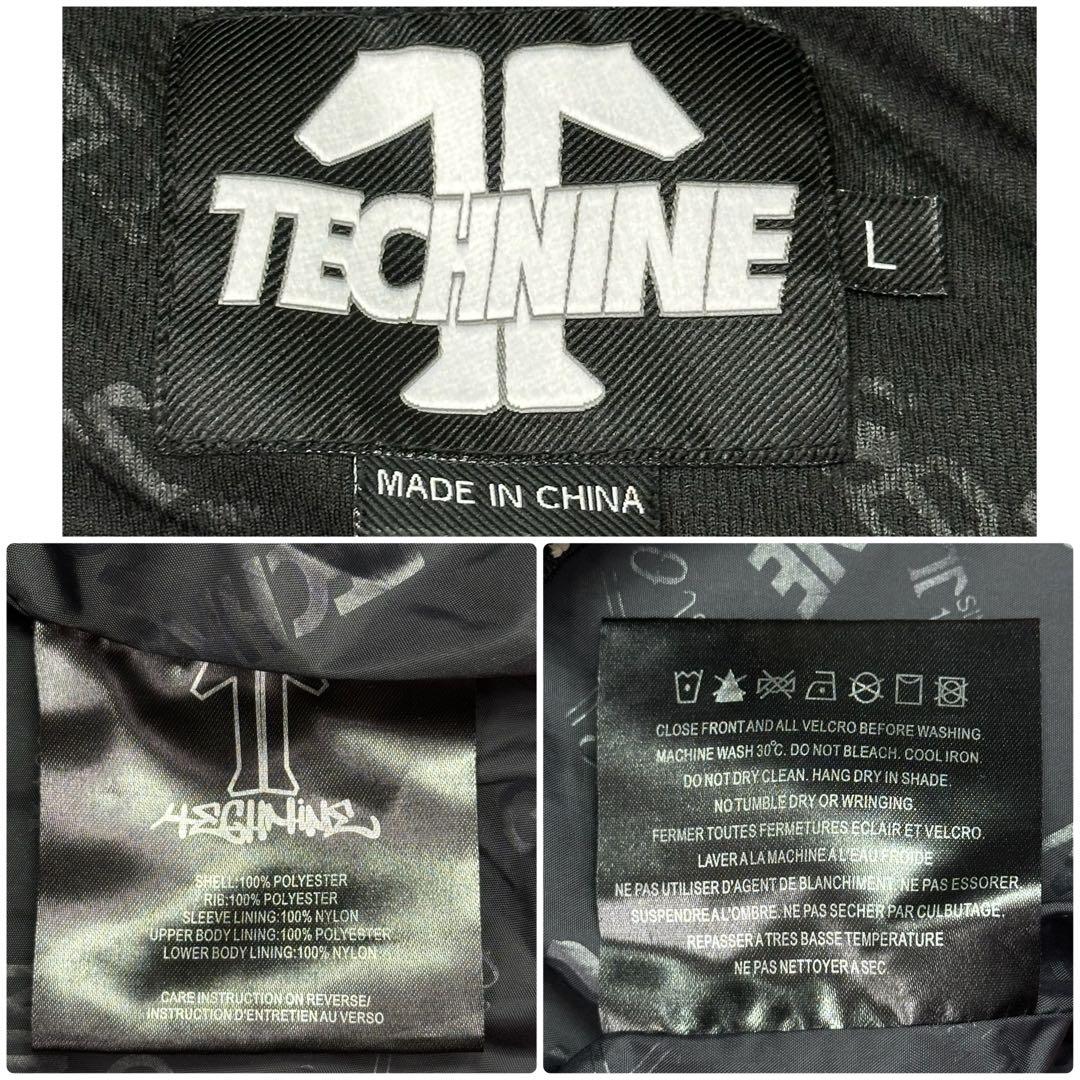 TECHNINE
L
MADE IN CHINA
TECHNINE
SHELL:100% POLYESTER
RIB:100% POLYESTER
SLEEVE LINING:100% NYLON
UPPER BODY LINING:100% POLYESTER
LOWER BODY LINING:100% NYLON
CARE INSTRUCTION ON REVERSE/
INSTRUCTION D'ENTRETIEN AU VERSO
CLOSE FRONT AND ALL VELCRO BEFORE WASHING.
MACHINE WASH 30℃. DO NOT BLEACH. COOL IRON.
DO NOT DRY CLEAN. HANG DRY IN SHADE.
NO TUMBLE DRY OR WRINGING.
FERMER TOUTES FERMETURES ECLAIR ET VELCRO.
LAVER A LA MACHINE A L'EAU FROIDE
NE PAS UTILISER D'AGENT DE BLANCHIMENT. NE PAS ESSORER.
SUSPENDRE A L'OMBRE. NE PAS SECHER PAR CULBUTAGE.
REPASSER A TRES BASSE TEMPERATURE
NE PAS NETTOYER A SEC